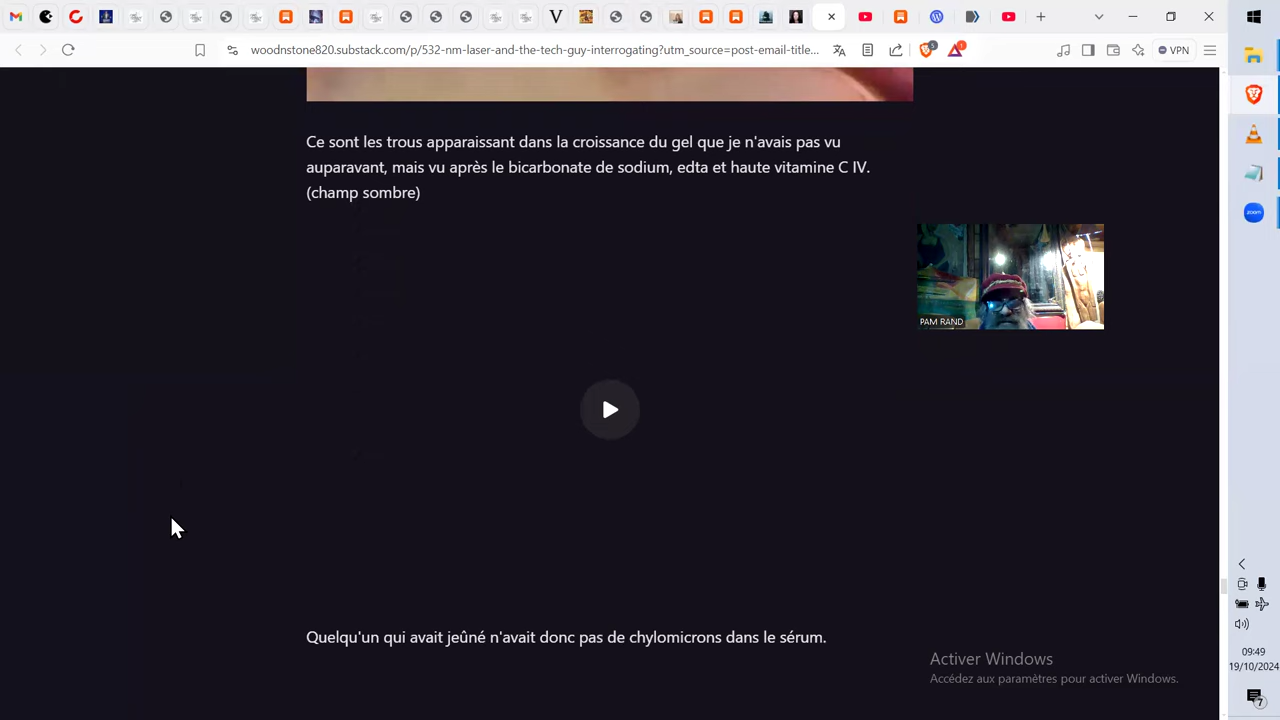 woodnstone820.substack.com/p/532-nm-laser-and-the-tech-guy-interrogating?utm_source=post-email-title...
VPN
Ce sont les trous apparaissant dans la croissance du gel que je n'avais pas vu
auparavant, mais vu après le bicarbonate de sodium, edta et haute vitamine C IV.
(champ sombre)
PAM RAND
zoom
Quelqu'un qui avait jeûné n'avait donc pas de chylomicrons dans le sérum.
Activer Windows
Accédez aux paramètres pour activer Windows.
09:49
19/10/2024
7